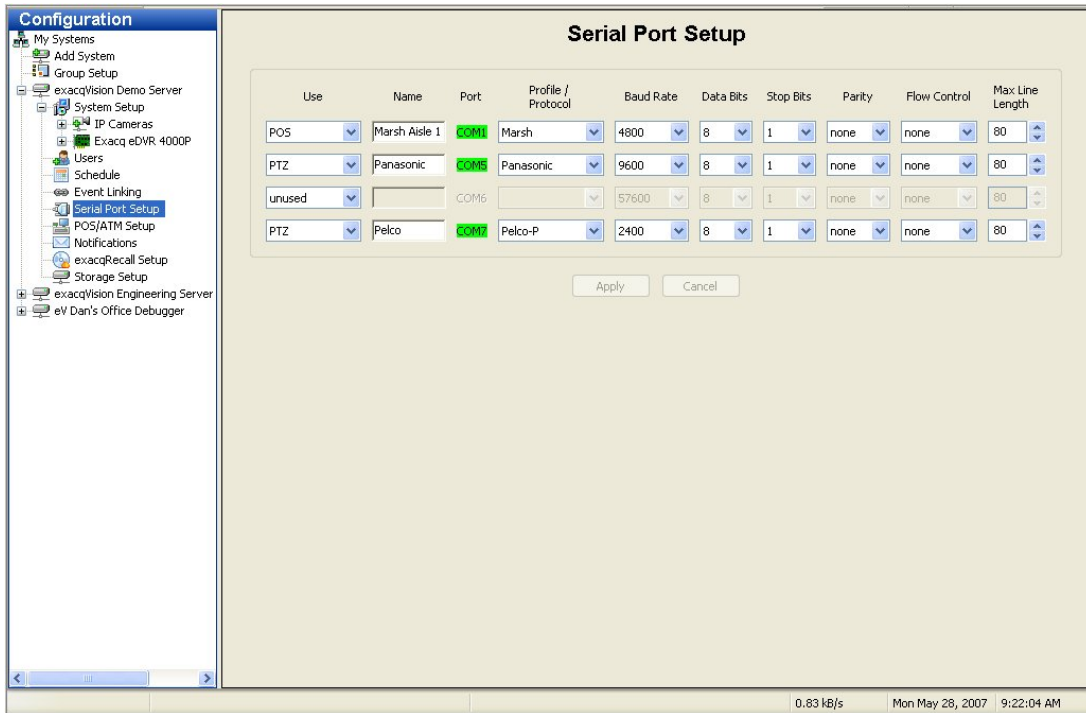 Configuration
My Systems
Add System
Group Setup
exacqVision Demo Server
System Setup
IP Cameras
Exacq eDVR 4000P
Users
Schedule
Event Linking
Serial Port Setup
POS/ATM Setup
Notifications
exacqRecall Setup
Storage Setup
exacqVision Engineering Server
eV Dan's Office Debugger
Serial Port Setup
Use Name Port Profile / Protocol Baud Rate Data Bits Stop Bits Parity Flow Control Max Line Length
POS Marsh Aisle 1 COM1 Marsh 4800 8 1 none none 80
PTZ Panasonic COM5 Panasonic 9600 8 1 none none 80
unused COM6 57600 8 1 none none 80
PTZ Pelco COM7 Pelco-P 2400 8 1 none none 80
Apply Cancel
0.83 kB/s Mon May 28, 2007 9:22:04 AM